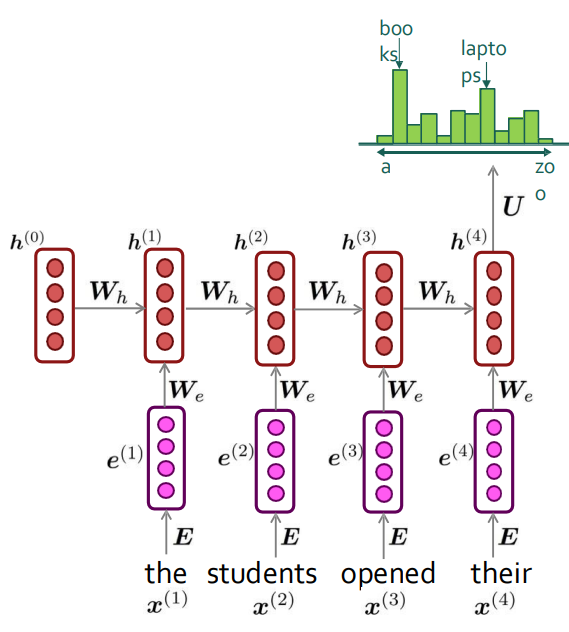 boo
ks
lapto
ps
a
zo
o
U
h(0)
h(1)
h(2)
h(3)
h(4)
Wh
Wh
Wh
Wh
We
We
We
We
e(1)
e(2)
e(3)
e(4)
E
E
E
E
the students opened their
x(1)
x(2)
x(3)
x(4)